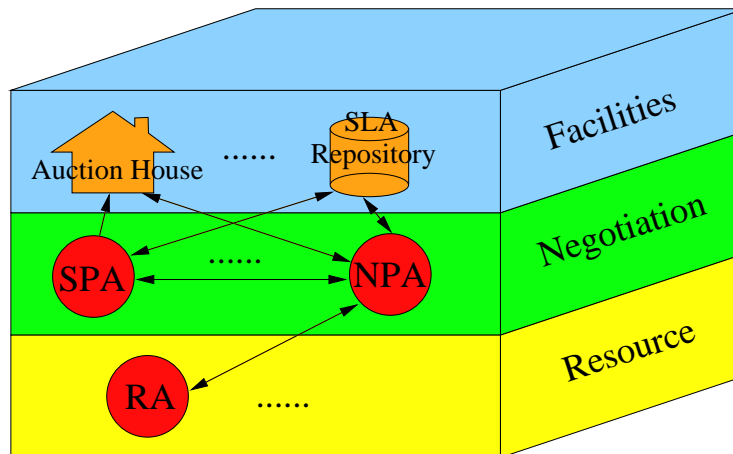 Facilities
SLA
Repository
Auction House
......
Negotiation
SPA
......
NPA
Resource
RA
......